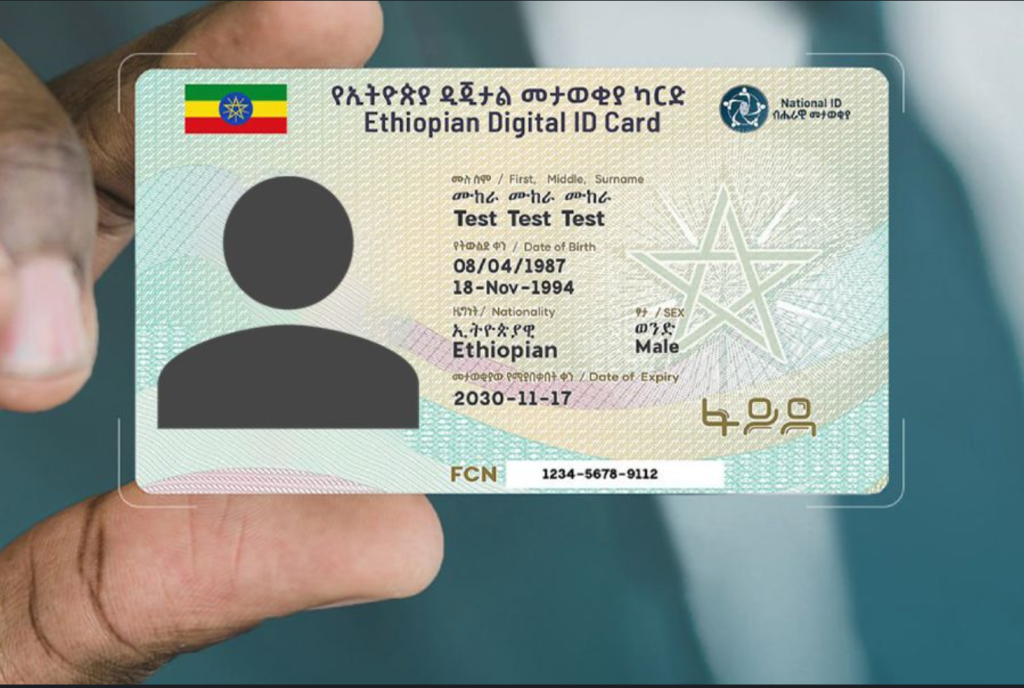 የኢትዮጵያ ዲጂታል መታወቂያ ካርድ
Ethiopian Digital ID Card
National ID
ብሔራዊ መታወቂያ
ሙሉ ስም / First, Middle, Surname
ሙከራ ሙከራ ሙከራ
Test Test Test
የትውልድ ቀን / Date of Birth
08/04/1987
18-Nov-1994
ዜግነት/ Nationality
ኢትዮጵያዊ
Ethiopian
ፆታ / SEX
ወንድ
Male
መታወቂያው የሚያበቃበት ቀን / Date of Expiry
2030-11-17
ፋይዳ
FCN 1234-5678-9112